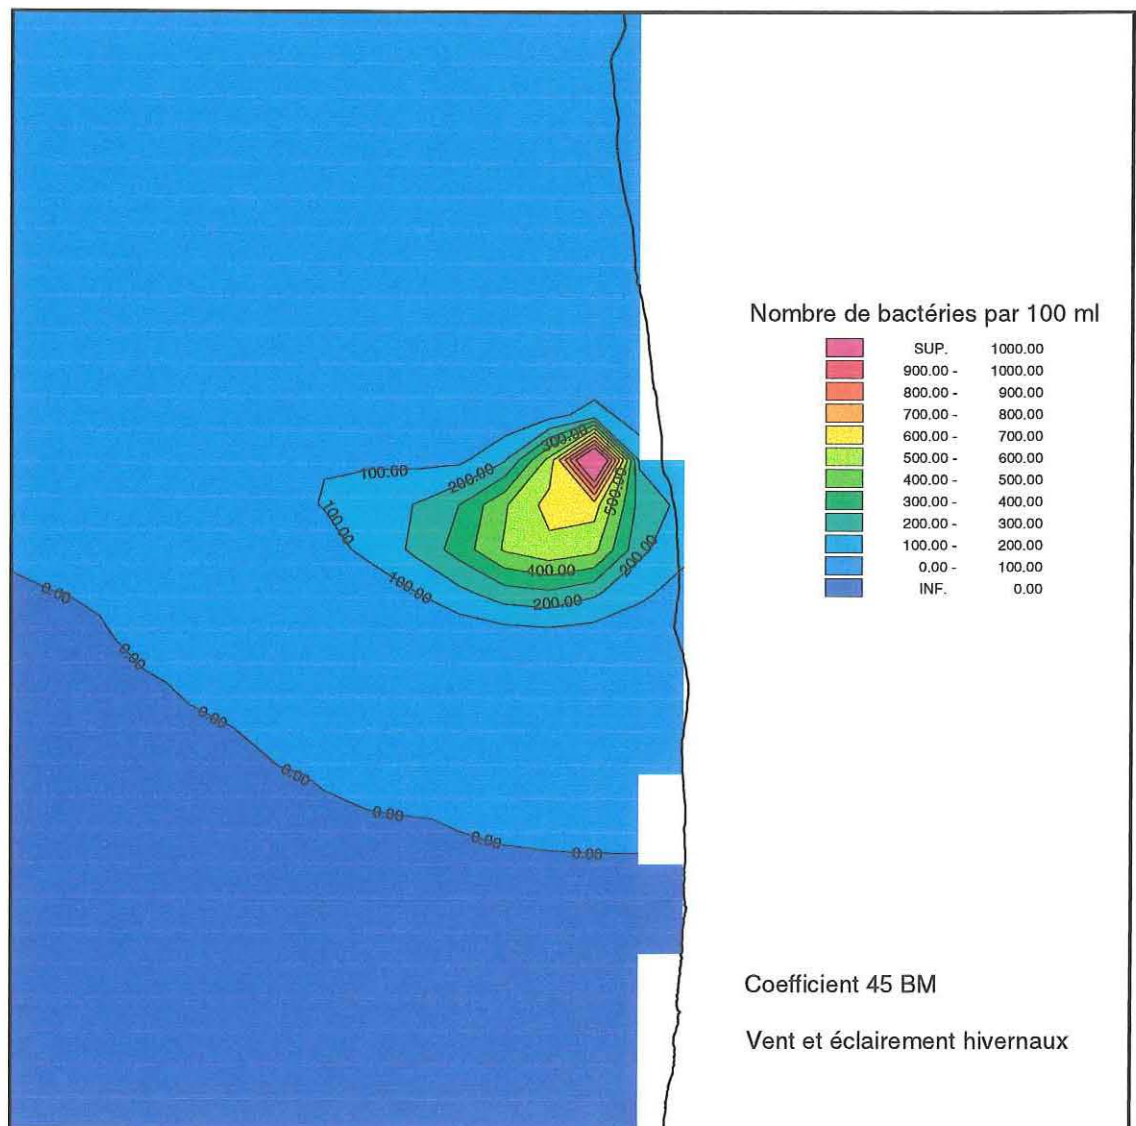 Nombre de bactéries par 100 ml
SUP. 1000.00
900.00 - 1000.00
800.00 - 900.00
700.00 - 800.00
600.00 - 700.00
500.00 - 600.00
400.00 - 500.00
300.00 - 400.00
200.00 - 300.00
100.00 - 200.00
0.00 - 100.00
INF. 0.00
300.00
100.00
200.00
500.00
100.00
200.00
400.00
100.00
200.00
0.00
0.00
0.00
0.00
0.00
0.00
0.00
Coefficient 45 BM
Vent et éclairement hivernaux